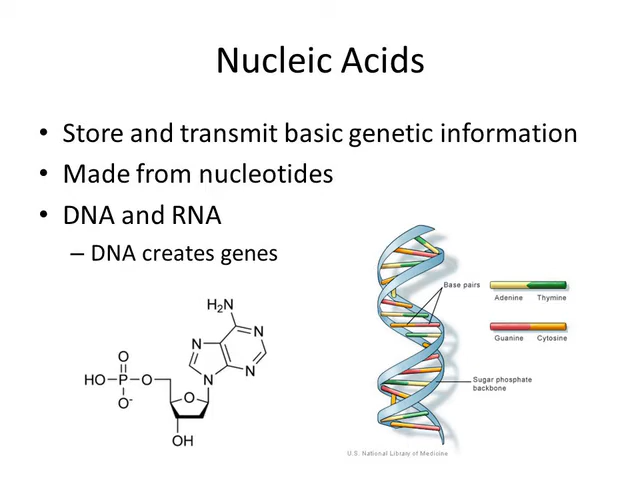 Nucleic Acids
• Store and transmit basic genetic information
• Made from nucleotides
• DNA and RNA
– DNA creates genes
Base pairs
Adenine Thymine
Guanine Cytosine
Sugar phosphate
backbone
U.S. National Library of Medicine
H₂N
N
N
N
N
O
HO P O
O⁻
O
OH